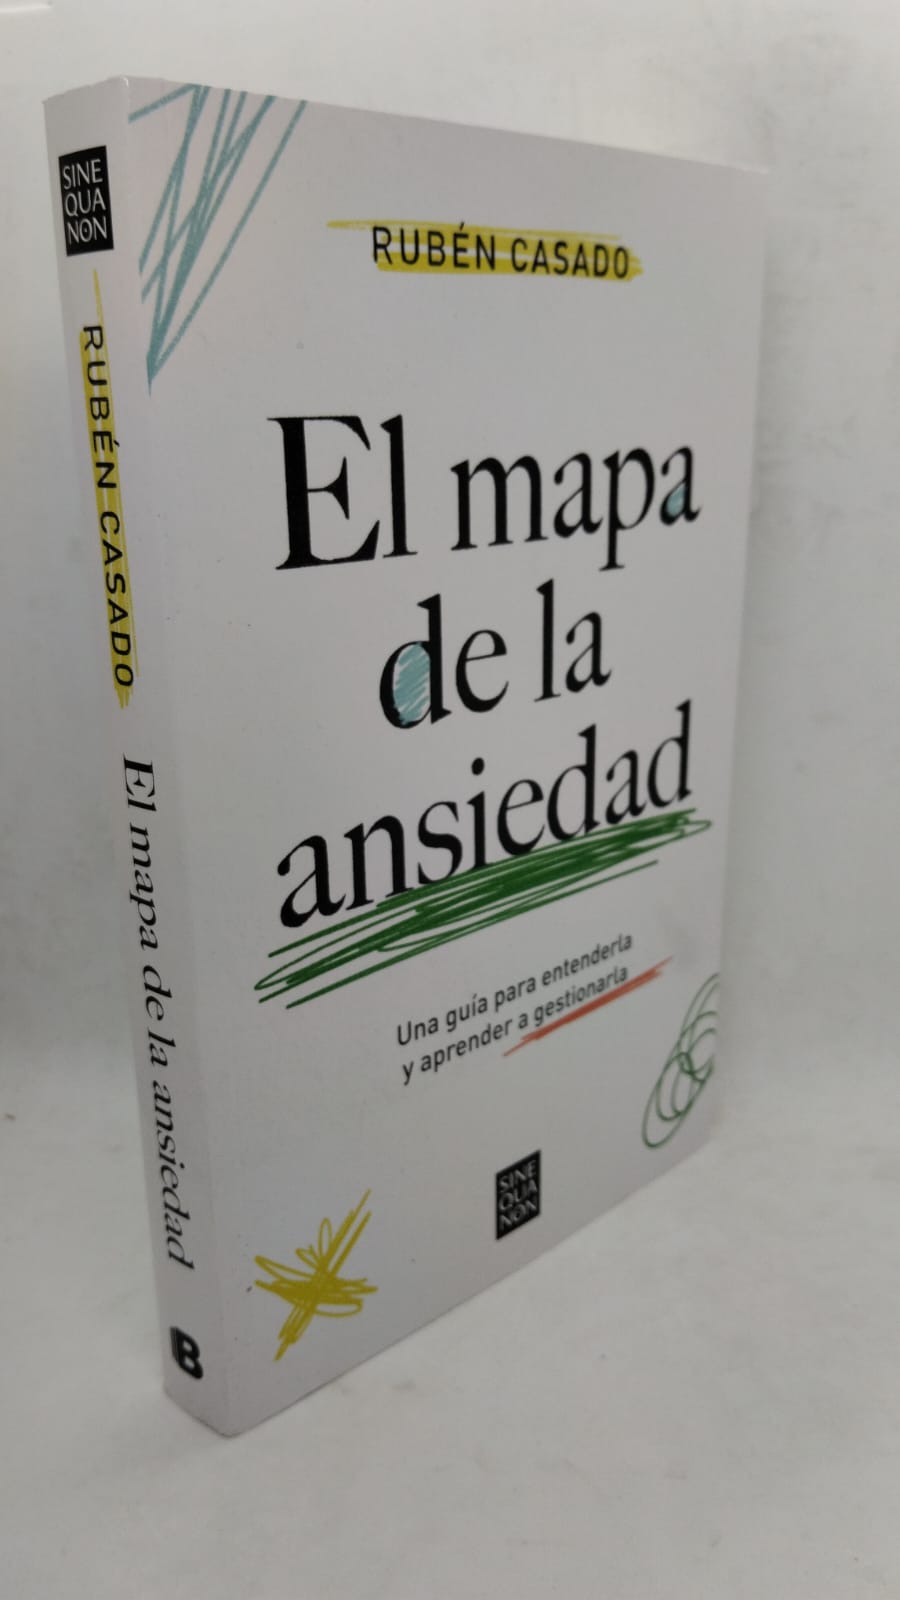 SINE
QUA
NON
RUBÉN CASADO
El mapa de la ansiedad
B
RUBÉN CASADO
El mapa
de la
ansiedad
Una guía para entenderla
y aprender a gestionarla
SINE
QUA
NON